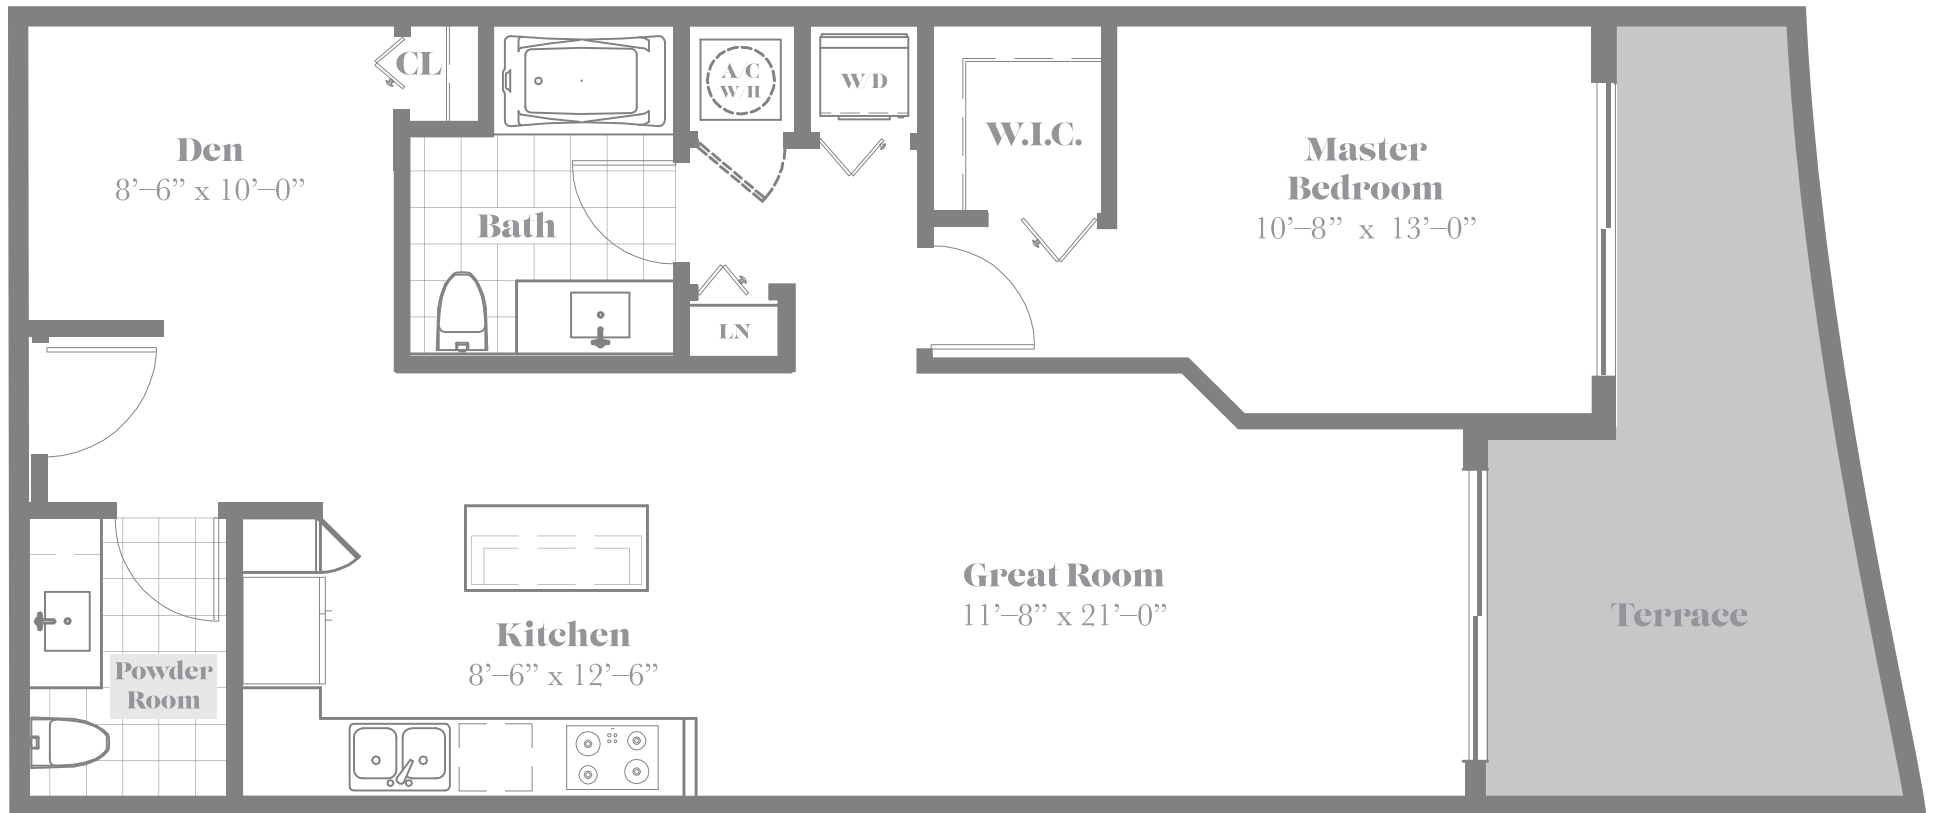 CL
A/C
W/H
W/D
W.I.C.
Den
8’–6” x 10’–0”
Master
Bedroom
10’–8” x 13’–0”
Bath
LN
Great Room
11’–8” x 21’–0”
Terrace
Kitchen
8’–6” x 12’–6”
Powder
Room